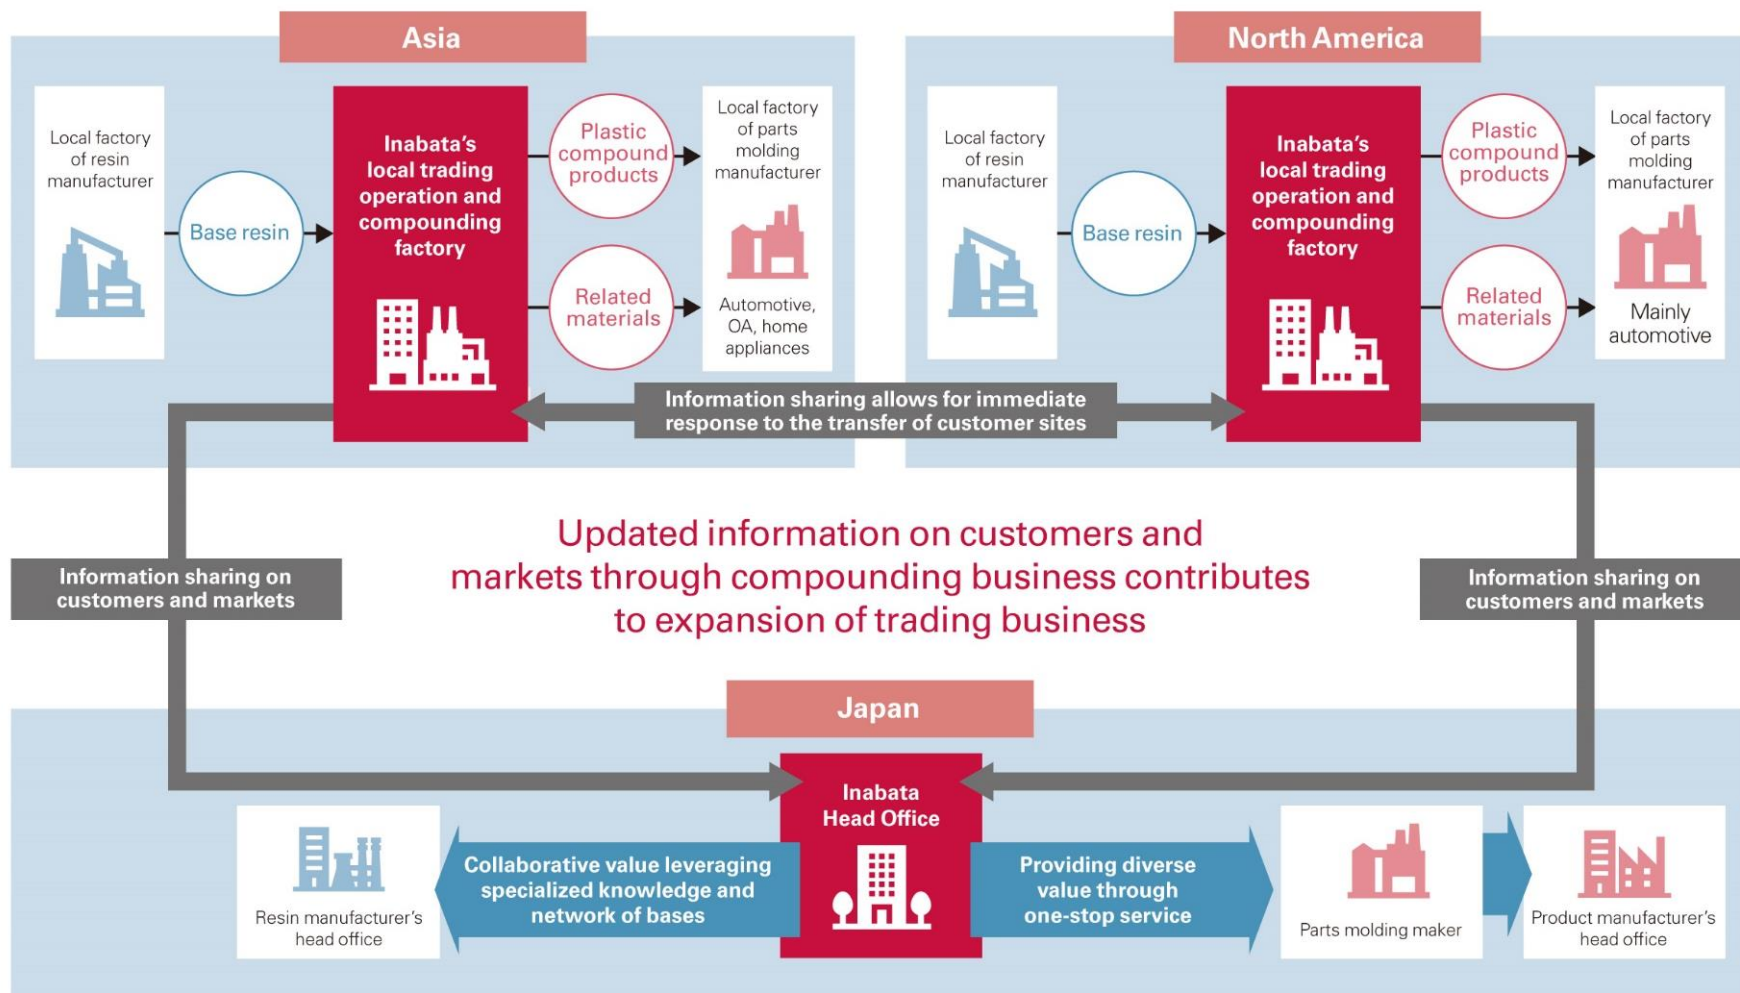 Asia
Local factory
of resin
manufacturer
Base resin
Inabata's
local trading
operation and
compounding
factory
Plastic
compound
products
Related
materials
Local factory
of parts
molding
manufacturer
Automotive,
OA, home
appliances
North America
Local factory
of resin
manufacturer
Base resin
Inabata's
local trading
operation and
compounding
factory
Plastic
compound
products
Related
materials
Local factory
of parts
molding
manufacturer
Mainly
automotive
Information sharing allows for immediate
response to the transfer of customer sites
Information sharing on
customers and markets
Updated information on customers and
markets through compounding business contributes
to expansion of trading business
Information sharing on
customers and markets
Japan
Resin manufacturer's
head office
Collaborative value leveraging
specialized knowledge and
network of bases
Inabata
Head Office
Providing diverse
value through
one-stop service
Parts molding maker
Product manufacturer's
head office